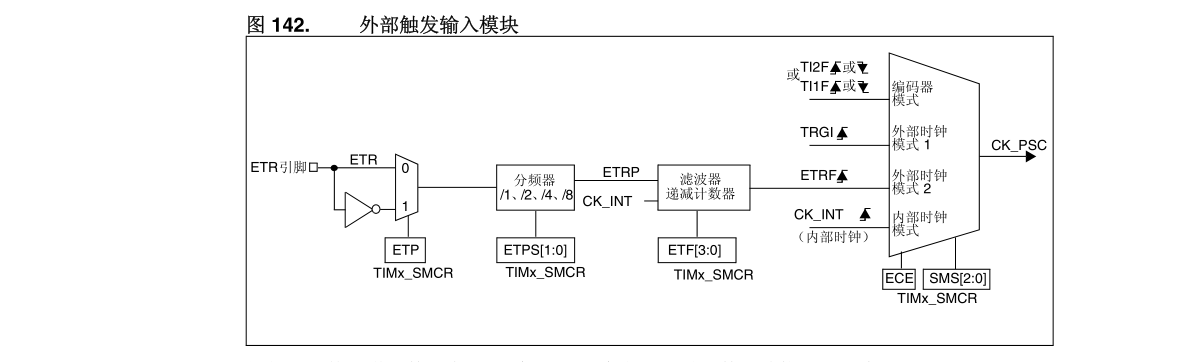 图 142. 外部触发输入模块
TI2F 或
或
TI1F 或
编码器
模式
TRGI
外部时钟
模式 1
CK_PSC
ETR引脚
ETR
0
1
ETP
TIMx_SMCR
分频器
/1、/2、/4、/8
ETPS[1:0]
TIMx_SMCR
ETRP
CK_INT
滤波器
递减计数器
ETF[3:0]
TIMx_SMCR
ETRF
外部时钟
模式 2
CK_INT
（内部时钟）
内部时钟
模式
ECE
SMS[2:0]
TIMx_SMCR